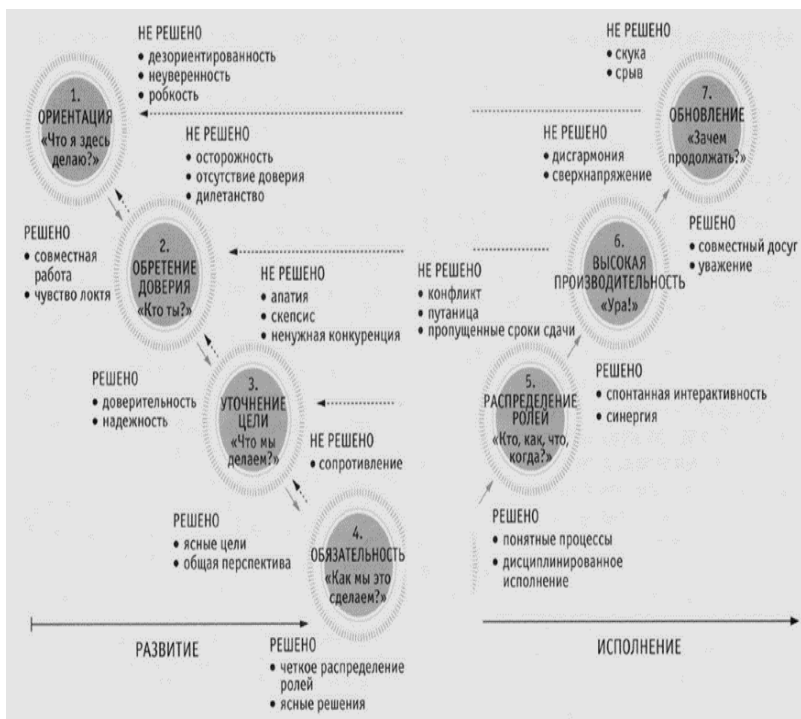 НЕ РЕШЕНО
• дезориентированность
• неуверенность
• робкость
1.
ОРИЕНТАЦИЯ
«Что я здесь
делаю?»
НЕ РЕШЕНО
• осторожность
• отсутствие доверия
• дилетанство
РЕШЕНО
• совместная
работа
• чувство локтя
2.
ОБРЕТЕНИЕ
ДОВЕРИЯ
«Кто ты?»
НЕ РЕШЕНО
• апатия
• скепсис
• ненужная конкуренция
РЕШЕНО
• доверительность
• надежность
3.
УТОЧНЕНИЕ
ЦЕЛИ
«Что мы
делаем?»
НЕ РЕШЕНО
• сопротивление
РЕШЕНО
• ясные цели
• общая перспектива
4.
ОБЯЗАТЕЛЬНОСТЬ
«Как мы это
сделаем?»
РЕШЕНО
• четкое распределение
ролей
• ясные решения
РАЗВИТИЕ
НЕ РЕШЕНО
• скука
• срыв
7.
ОБНОВЛЕНИЕ
«Зачем
продолжать?»
НЕ РЕШЕНО
• дисгармония
• сверхнапряжение
РЕШЕНО
• совместный досуг
• уважение
6.
ВЫСОКАЯ
ПРОИЗВОДИТЕЛЬНОСТЬ
«Ура!»
НЕ РЕШЕНО
• конфликт
• путаница
• пропущенные сроки сдачи
РЕШЕНО
• спонтанная интерактивность
• синергия
5.
РАСПРЕДЕЛЕНИЕ
РОЛЕЙ
«Кто, как, что,
когда?»
РЕШЕНО
• понятные процессы
• дисциплинированное
исполнение
ИСПОЛНЕНИЕ